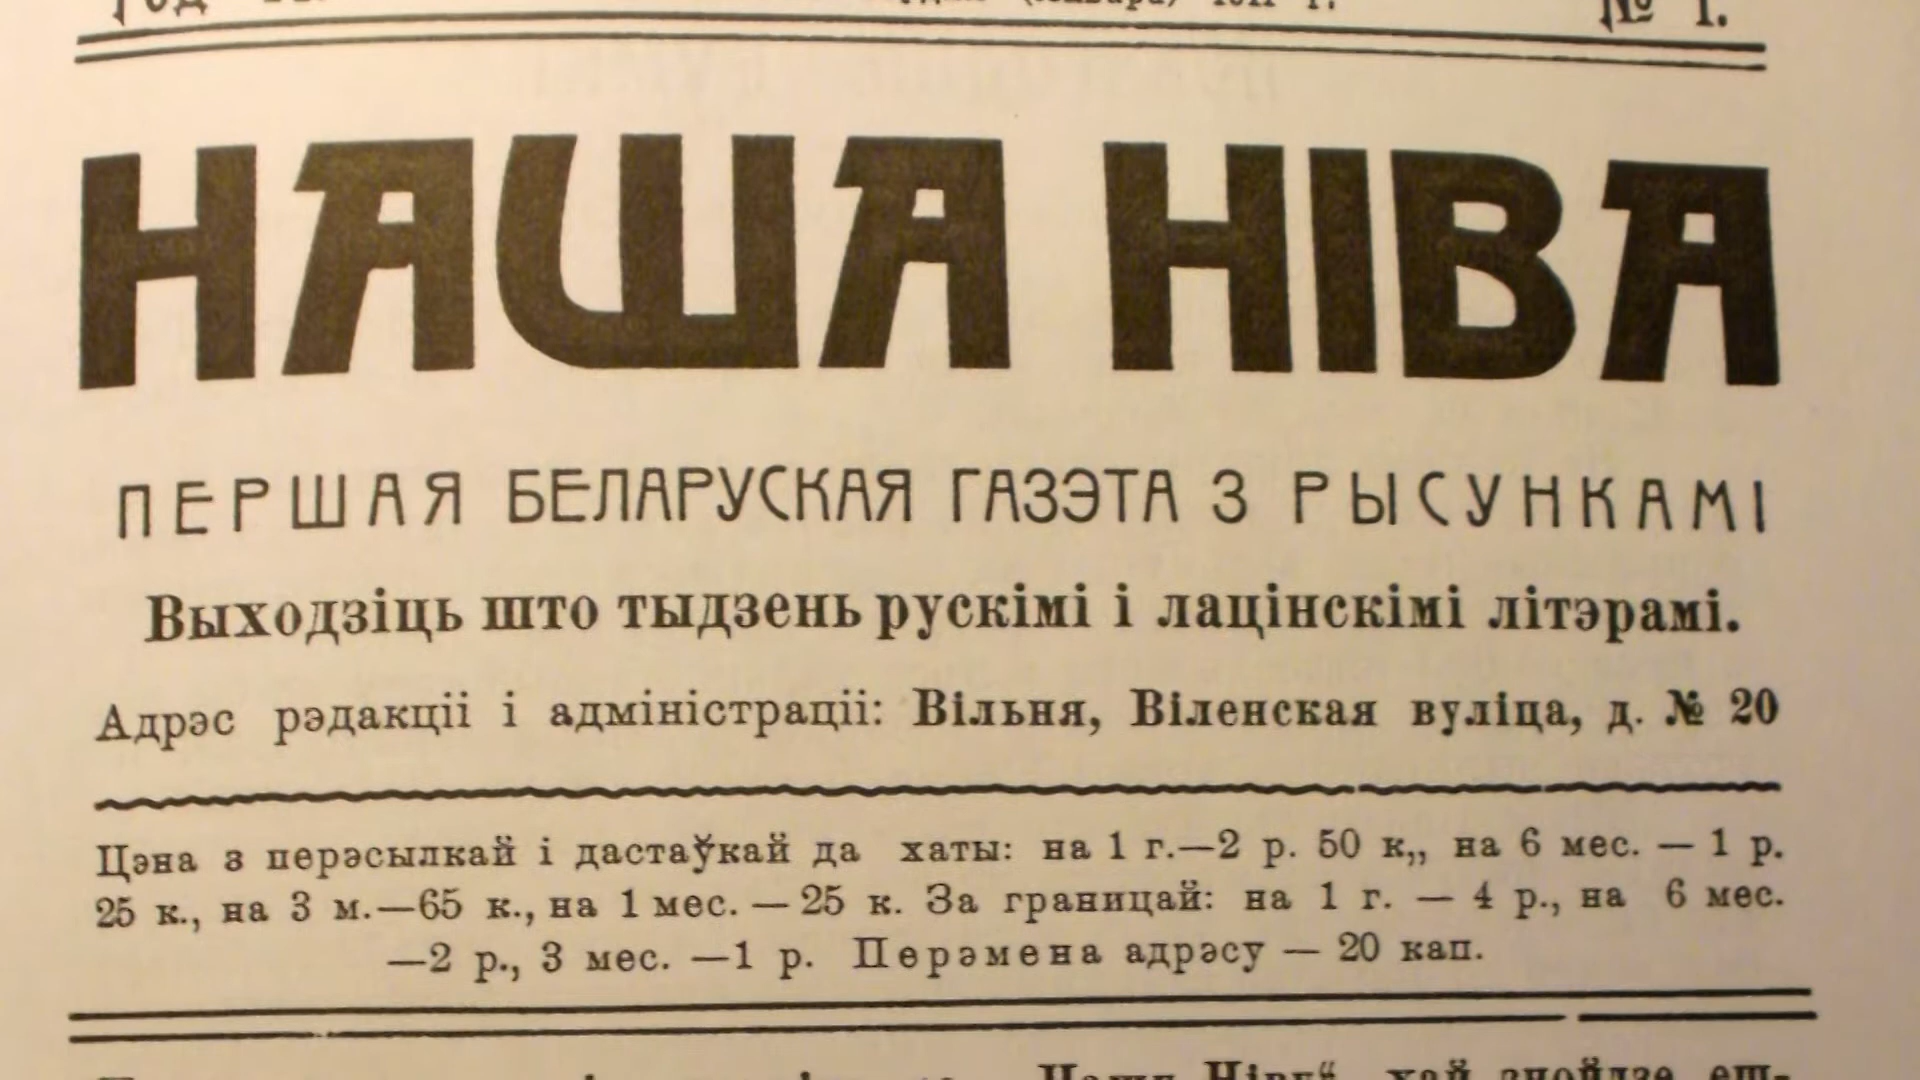 № 1.
НАША НІВА
ПЕРШАЯ БЕЛАРУСКАЯ ГАЗЭТА З РЫСУНКАМІ
Выходзіць што тыдзень рускімі і лацінскімі літэрамі.
Адрэс рэдакціі і адміністраціі: Вільня, Віленская вуліца, д. № 20
Цэна з перэсылкай і дастаўкай да хаты: на 1 г.—2 р. 50 к,, на 6 мес. — 1 р.
25 к., на 3 м.—65 к., на 1 мес. — 25 к. За границай: на 1 г. — 4 р., на 6 мес.
—2 р., 3 мес. —1 р. Перэмена адрэсу — 20 кап.